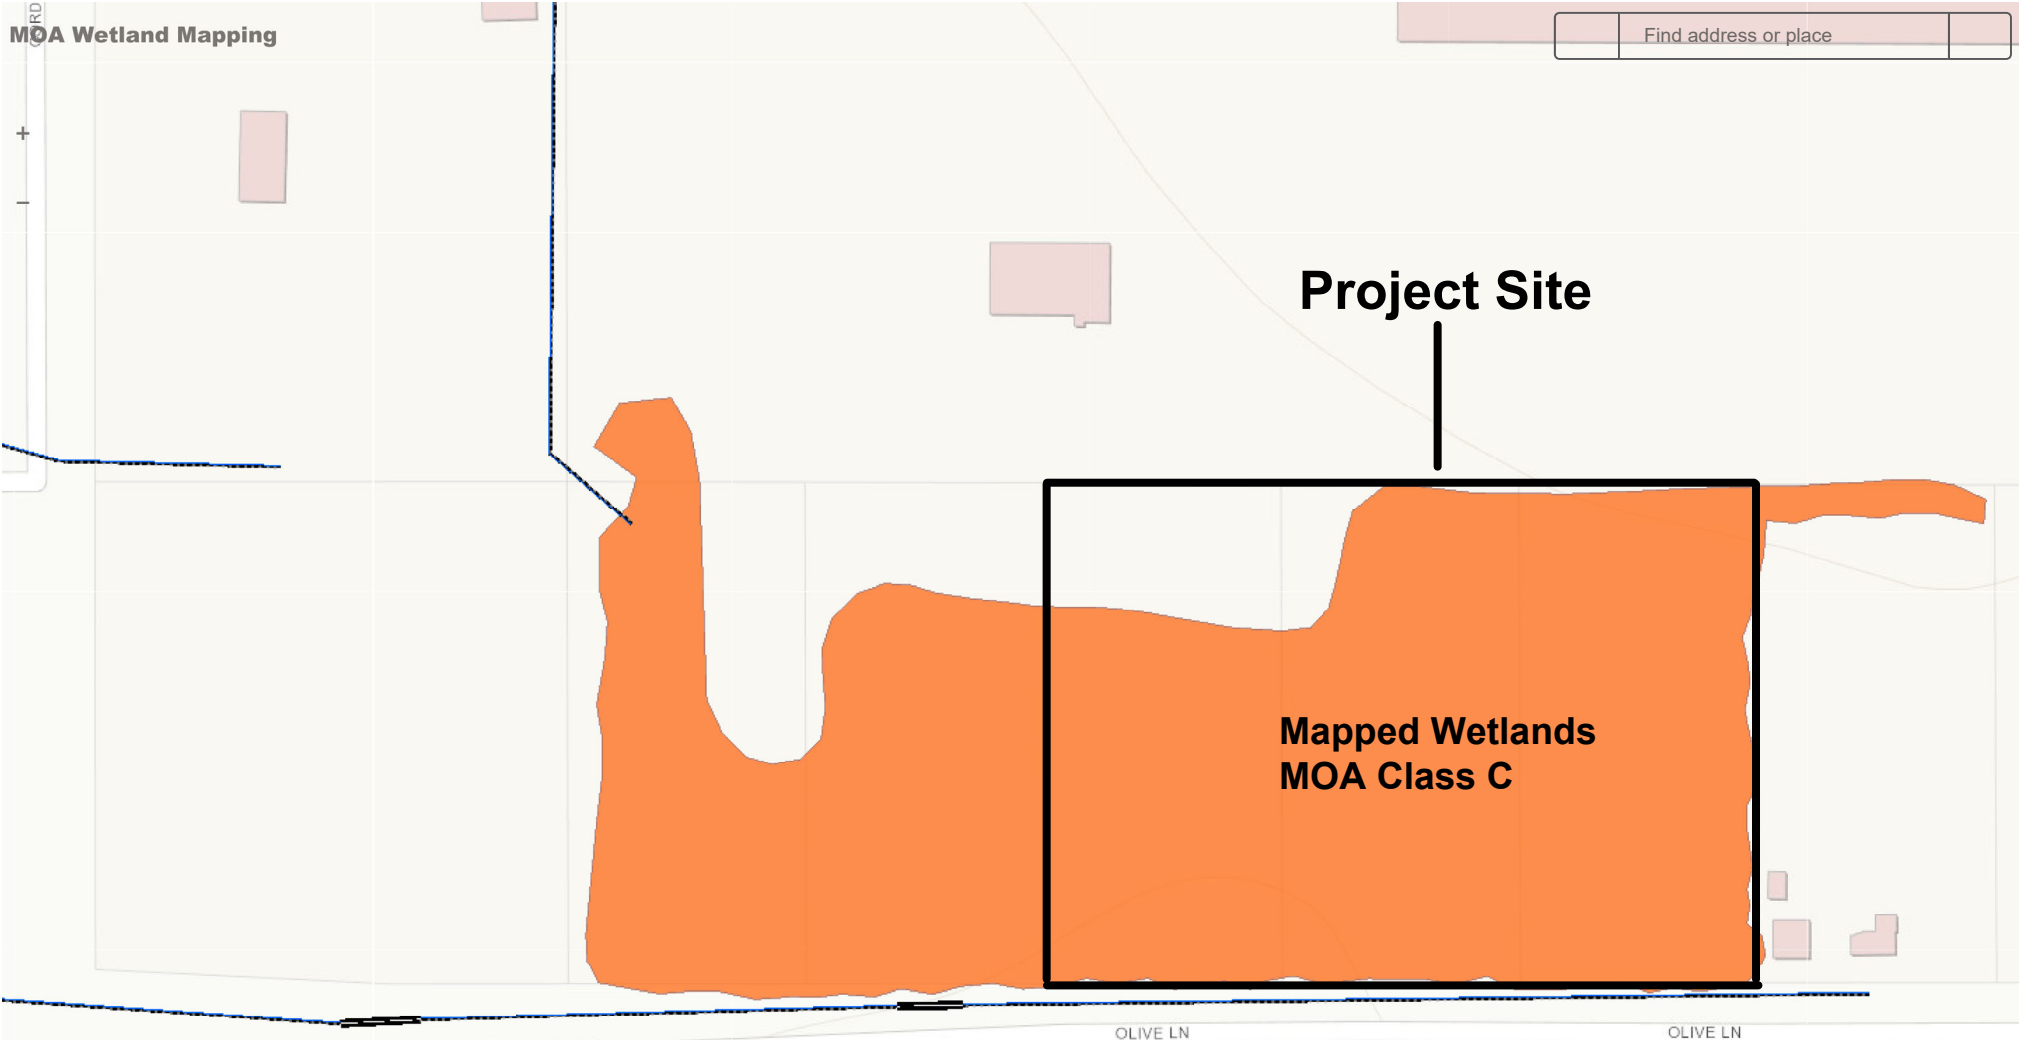 MOA Wetland Mapping
Find address or place
+
−
Project Site
Mapped Wetlands
MOA Class C
OLIVE LN
OLIVE LN